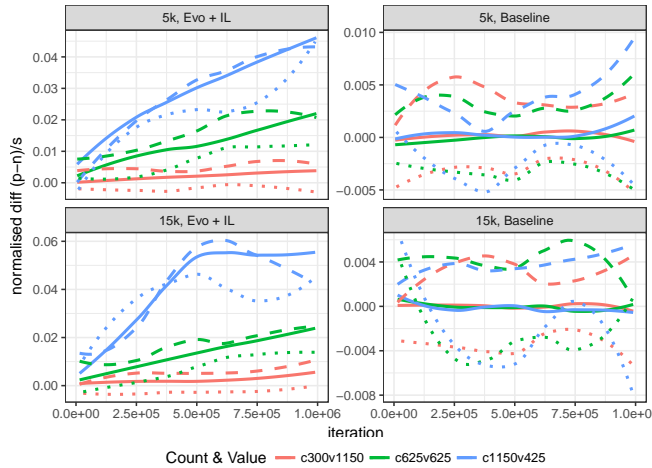 5k, Evo + IL
5k, Baseline
0.04
0.03
0.02
0.01
0.00
0.010
0.005
0.000
−0.005
normalised diff (p−n)/s
15k, Evo + IL
15k, Baseline
0.06
0.04
0.02
0.00
0.004
0.000
−0.004
−0.008
0.0e+00 2.5e+05 5.0e+05 7.5e+05 1.0e+06 0.0e+00 2.5e+05 5.0e+05 7.5e+05 1.0e+0
iteration
Count & Value c300v1150 c625v625 c1150v425